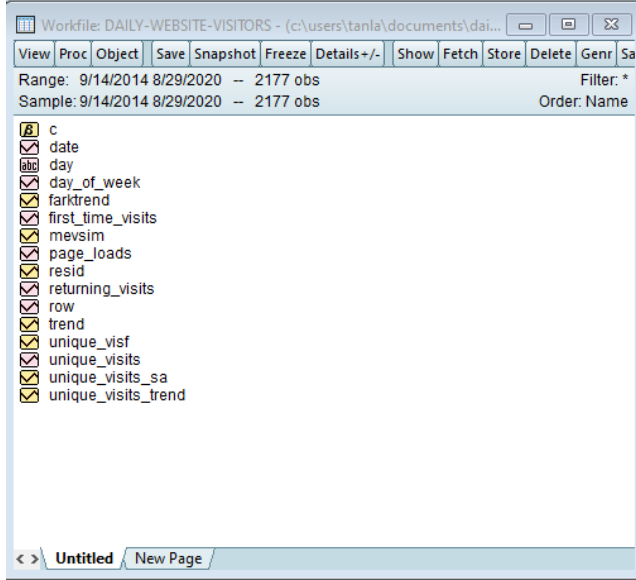 Workfile: DAILY-WEBSITE-VISITORS - (c:\users\tanla\documents\dai...
View Proc Object Save Snapshot Freeze Details+/- Show Fetch Store Delete Genr Sa
Range: 9/14/2014 8/29/2020 -- 2177 obs Filter: *
Sample: 9/14/2014 8/29/2020 -- 2177 obs Order: Name
β c
date
abc day
day_of_week
farktrend
first_time_visits
mevsim
page_loads
resid
returning_visits
row
trend
unique_visf
unique_visits
unique_visits_sa
unique_visits_trend
< > Untitled New Page